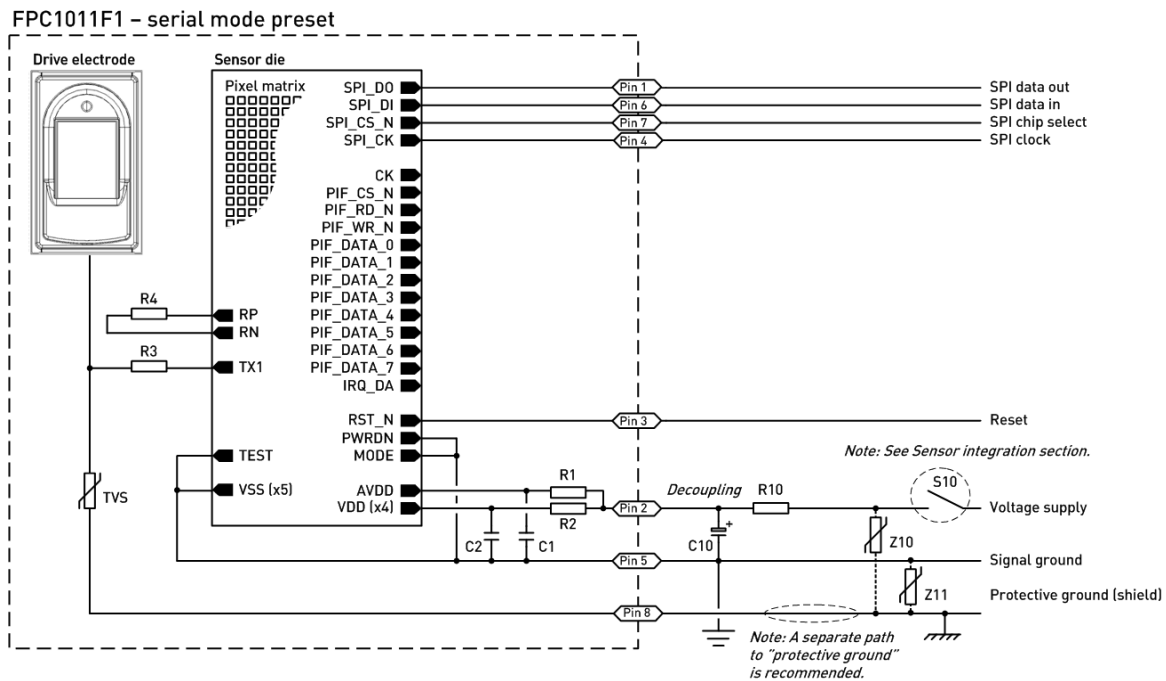 FPC1011F1 – serial mode preset
Drive electrode
Sensor die
Pixel matrix
SPI_DO
Pin 1
SPI data out
SPI_DI
Pin 6
SPI data in
SPI_CS_N
Pin 7
SPI chip select
SPI_CK
Pin 4
SPI clock
CK
PIF_CS_N
PIF_RD_N
PIF_WR_N
PIF_DATA_0
PIF_DATA_1
PIF_DATA_2
PIF_DATA_3
PIF_DATA_4
PIF_DATA_5
PIF_DATA_6
PIF_DATA_7
IRQ_DA
R4
RP
RN
R3
TX1
RST_N
Pin 3
Reset
PWRDN
MODE
TEST
VSS (x5)
TVS
AVDD
VDD (x4)
R1
R2
C2
C1
Pin 2
Decoupling
R10
C10
+
Note: See Sensor integration section.
S10
Voltage supply
Z10
Pin 5
Signal ground
Z11
Protective ground (shield)
Pin 8
Note: A separate path
to "protective ground"
is recommended.